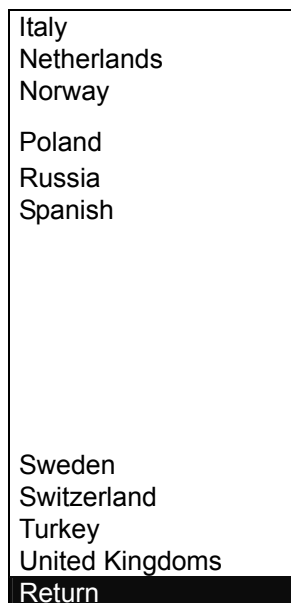 Italy
Netherlands
Norway
Poland
Russia
Spanish
Sweden
Switzerland
Turkey
United Kingdoms
Return